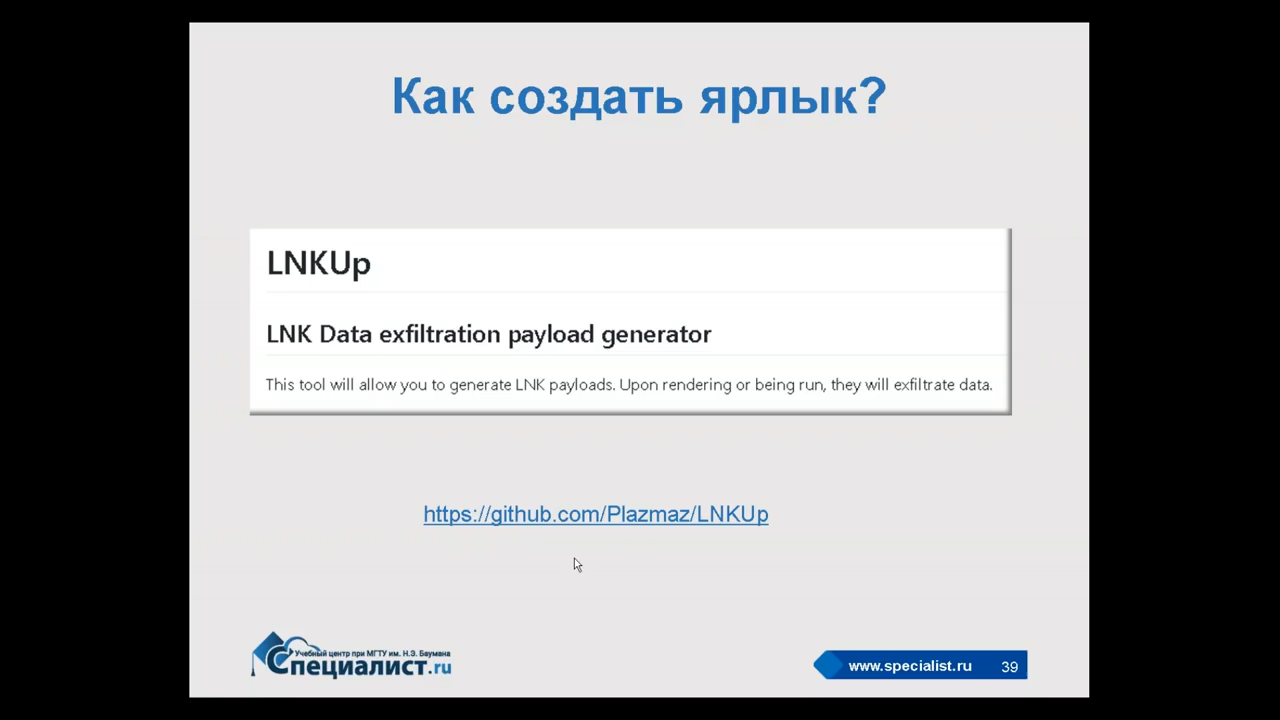 Как создать ярлык?
LNKUp
LNK Data exfiltration payload generator
This tool will allow you to generate LNK payloads. Upon rendering or being run, they will exfiltrate data.
https://github.com/Plazmaz/LNKUp
Учебный центр при МГТУ им. Н.Э. Баумана
Специалист.ru
www.specialist.ru 39